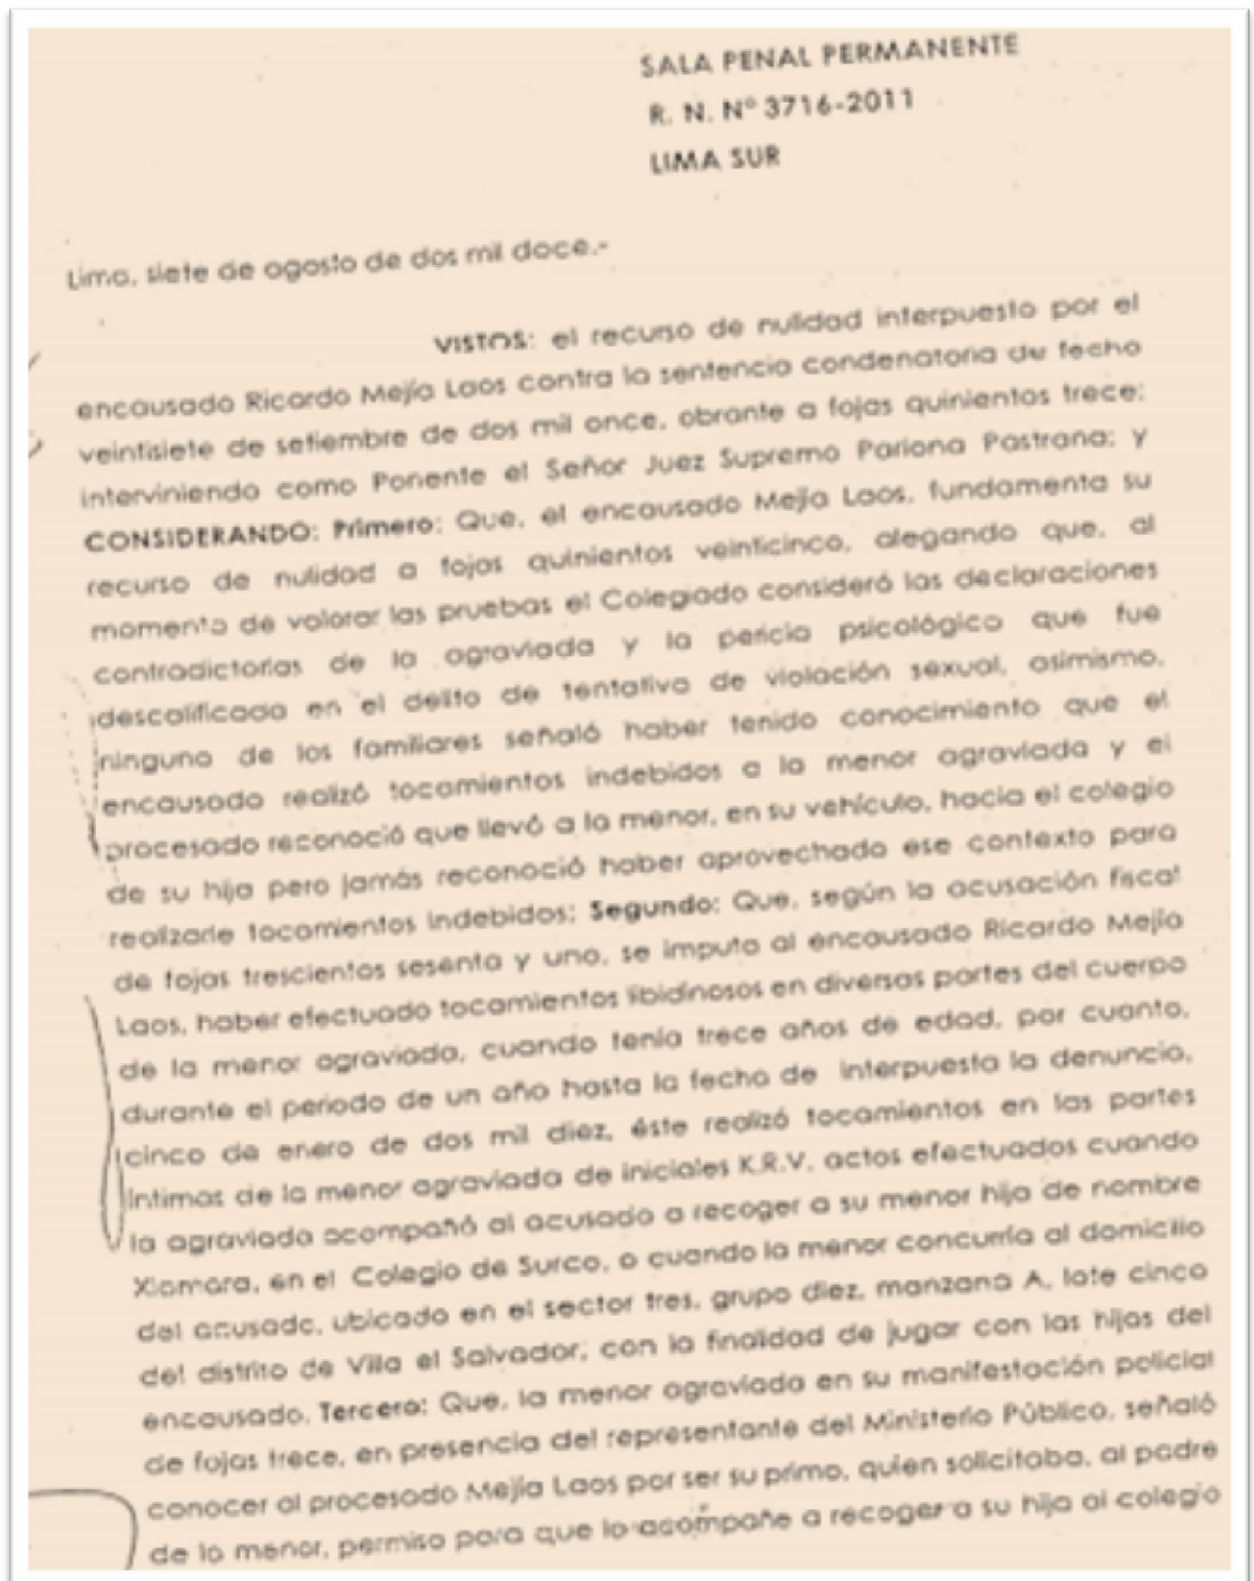 SALA PENAL PERMANENTE
R. N. N° 3716-2011
LIMA SUR
Lima, siete de agosto de dos mil doce.-
VISTOS: el recurso de nulidad interpuesto por el
encausado Ricardo Mejía Laos contra la sentencia condenatoria de fecha
veintisiete de setiembre de dos mil once, obrante a fojas quinientos trece;
interviniendo como Ponente el Señor Juez Supremo Pariona Pastrana; y
CONSIDERANDO: Primero: Que, el encausado Mejía Laos, fundamenta su
recurso de nulidad a fojas quinientos veinticinco, alegando que, al
momento de valorar las pruebas el Colegiado consideró las declaraciones
contradictorias de la agraviada y la pericia psicológica que fue
descalificada en el delito de tentativa de violación sexual, asimismo,
ninguno de los familiares señaló haber tenido conocimiento que el
encausado realizó tocamientos indebidos a la menor agraviada y el
procesado reconoció que llevó a la menor, en su vehículo, hacia el colegio
de su hija pero jamás reconoció haber aprovechado ese contexto para
realizarle tocamientos indebidos; Segundo: Que, según la acusación fiscal
de fojas trescientos sesenta y uno, se imputa al encausado Ricardo Mejía
Laos, haber efectuado tocamientos libidinosos en diversas partes del cuerpo
de la menor agraviada, cuando tenía trece años de edad, por cuanto,
durante el periodo de un año hasta la fecha de interpuesta la denuncia,
cinco de enero de dos mil diez, éste realizó tocamientos en las partes
íntimas de la menor agraviada de iniciales K.R.V. actos efectuados cuando
la agraviada acompañó al acusado a recoger a su menor hija de nombre
Xiomara, en el Colegio de Surco, o cuando la menor concurría al domicilio
del acusado, ubicado en el sector tres, grupo diez, manzana A, lote cinco
del distrito de Villa el Salvador, con la finalidad de jugar con las hijas del
encausado. Tercero: Que, la menor agraviada en su manifestación policial
de fojas trece, en presencia del representante del Ministerio Público, señaló
conocer al procesado Mejía Laos por ser su primo, quien solicitaba, al padre
de la menor, permiso para que lo acompañe a recoger a su hija al colegio